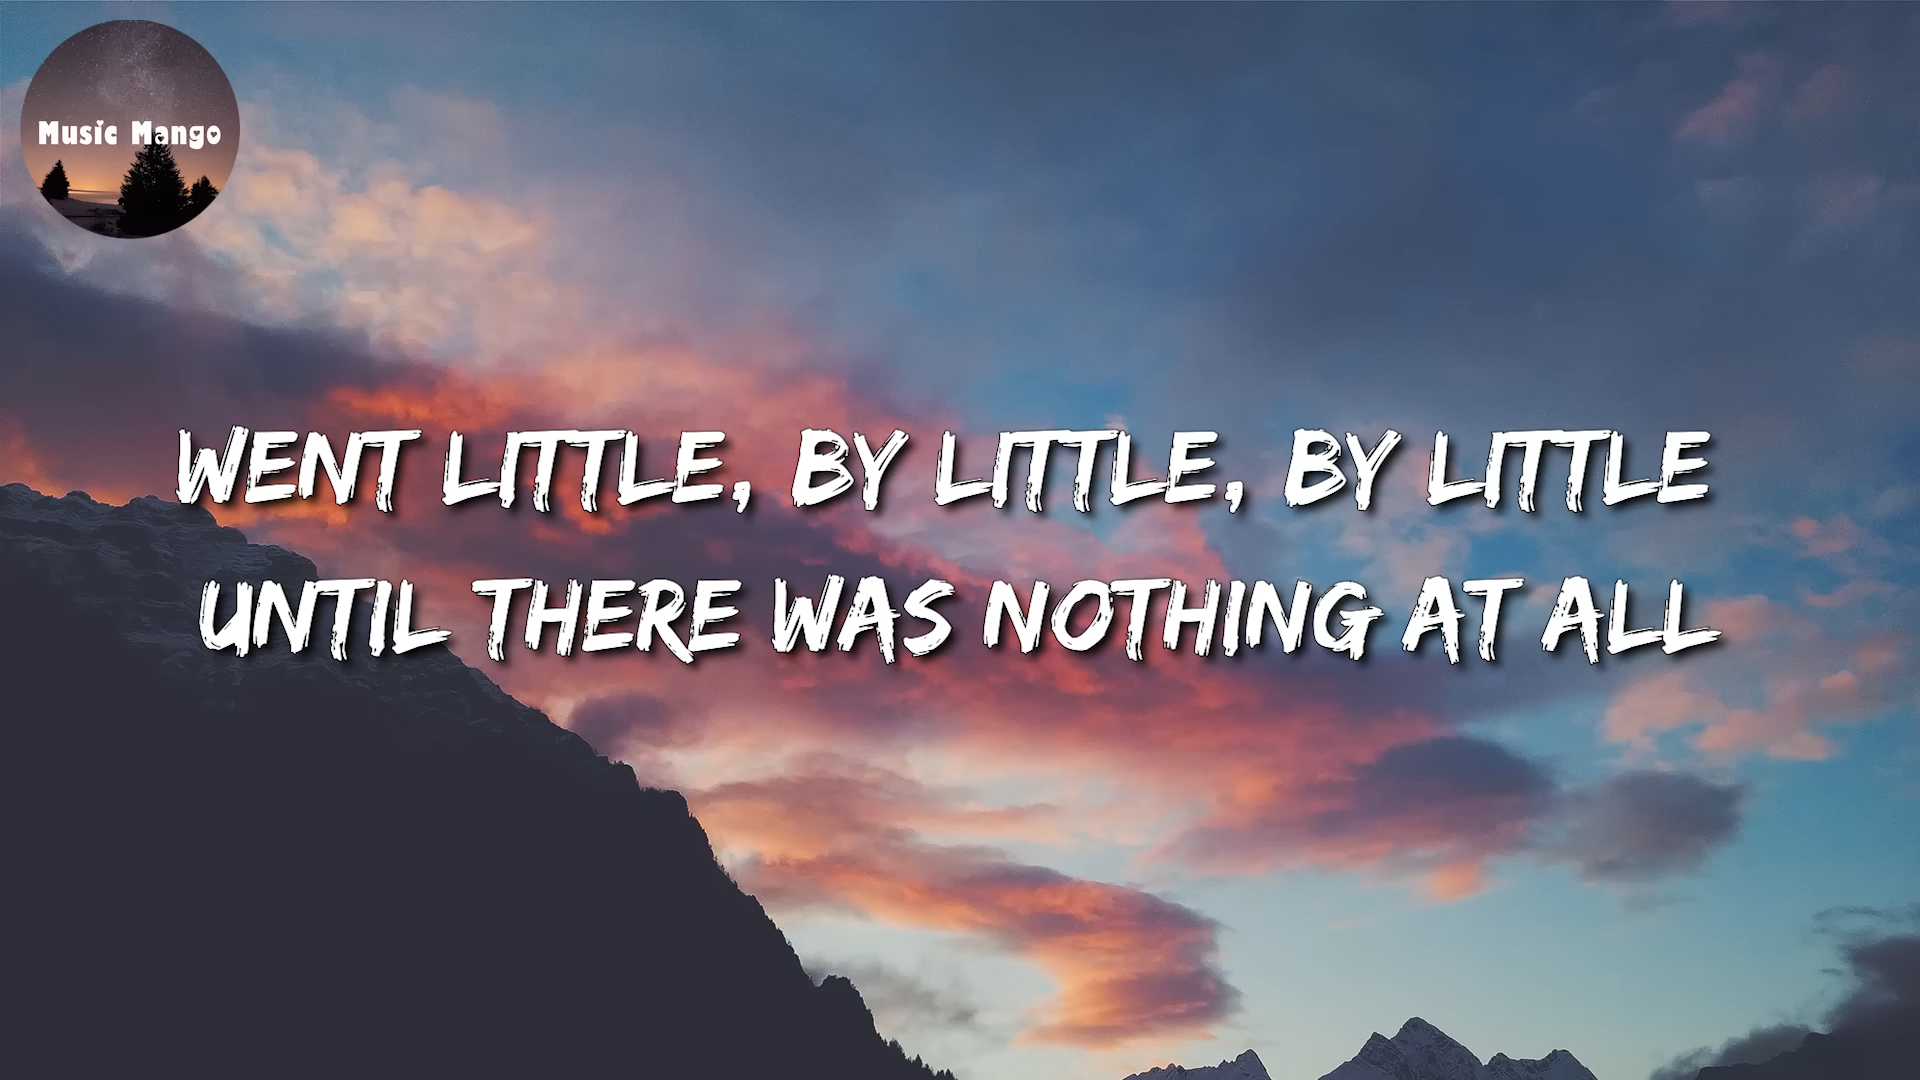 Music Mango
WENT LITTLE, BY LITTLE, BY LITTLE
UNTIL THERE WAS NOTHING AT ALL